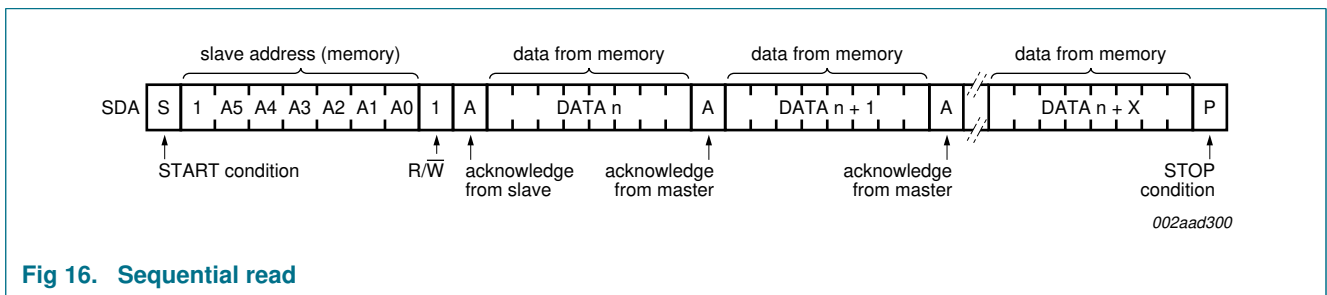 slave address (memory) data from memory data from memory data from memory
SDA S 1 A5 A4 A3 A2 A1 A0 1 A DATA n A DATA n + 1 A DATA n + X P
START condition R/W̅ acknowledge from slave acknowledge from master acknowledge from master STOP condition
002aad300
Fig 16. Sequential read